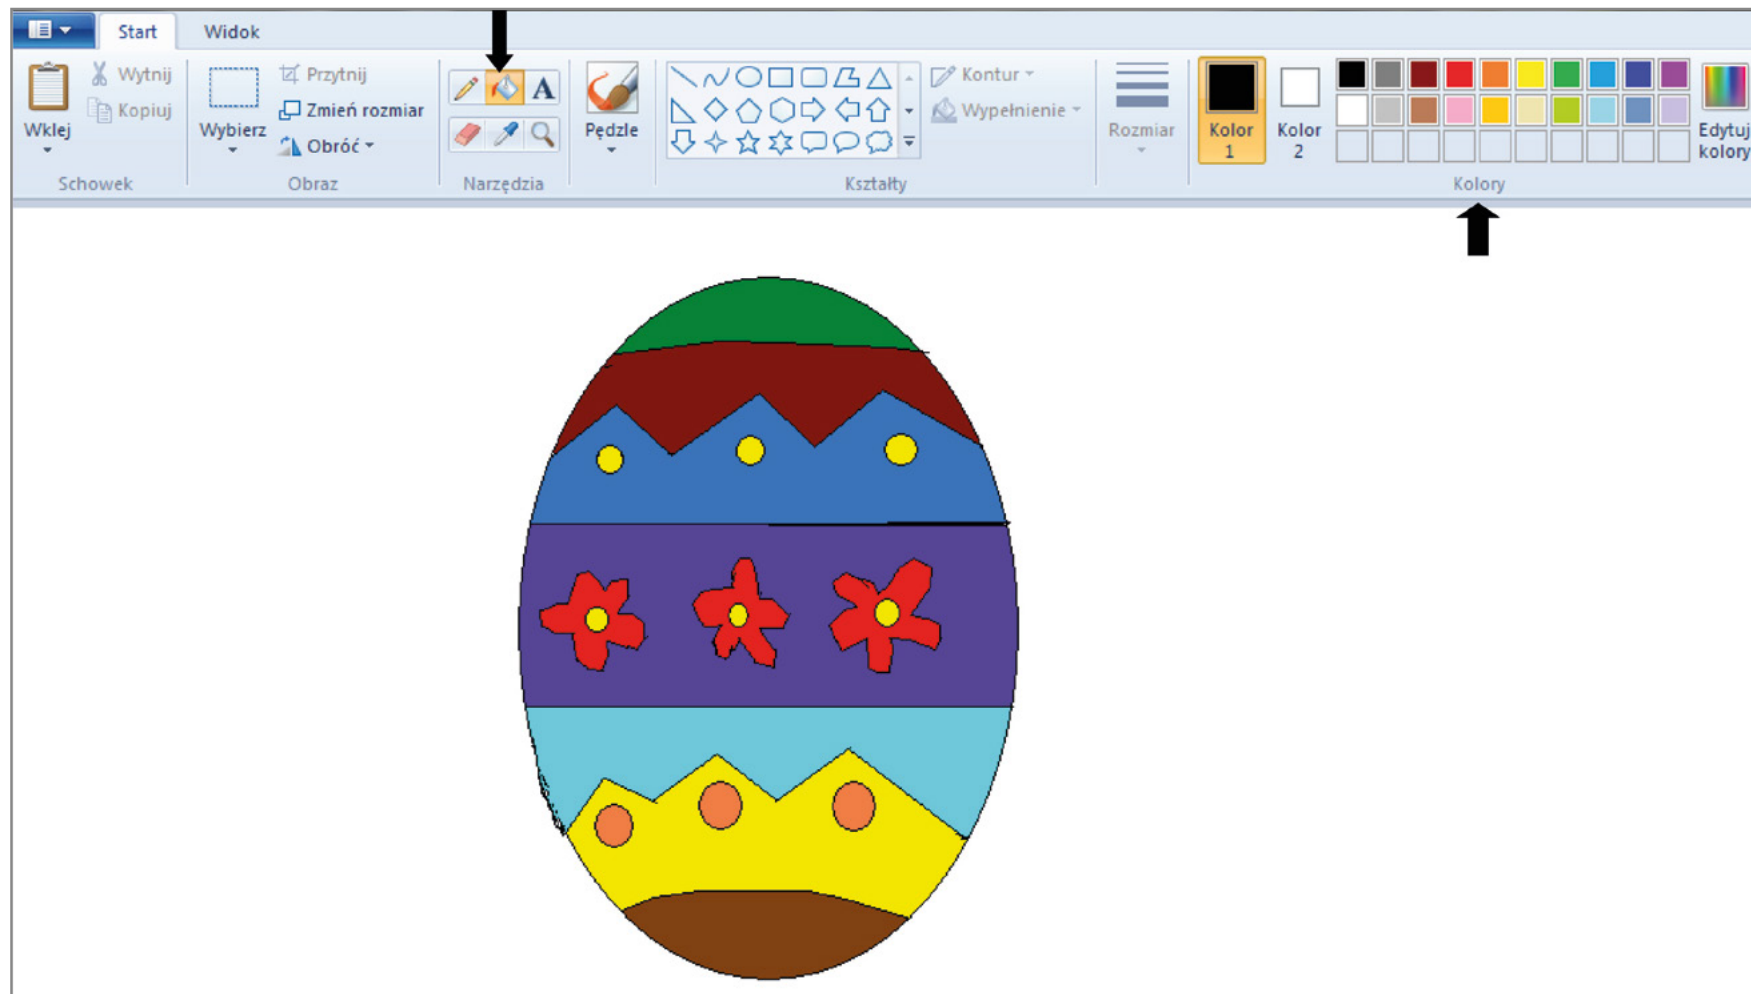 Start Widok
Wklej
Wytnij
Kopiuj
Schowek
Wybierz
Przytnij
Zmień rozmiar
Obróć
Obraz
A
Narzędzia
Pędzle
Kształty
Kontur
Wypełnienie
Rozmiar
Kolor
1
Kolor
2
Edytuj
kolory
Kolory